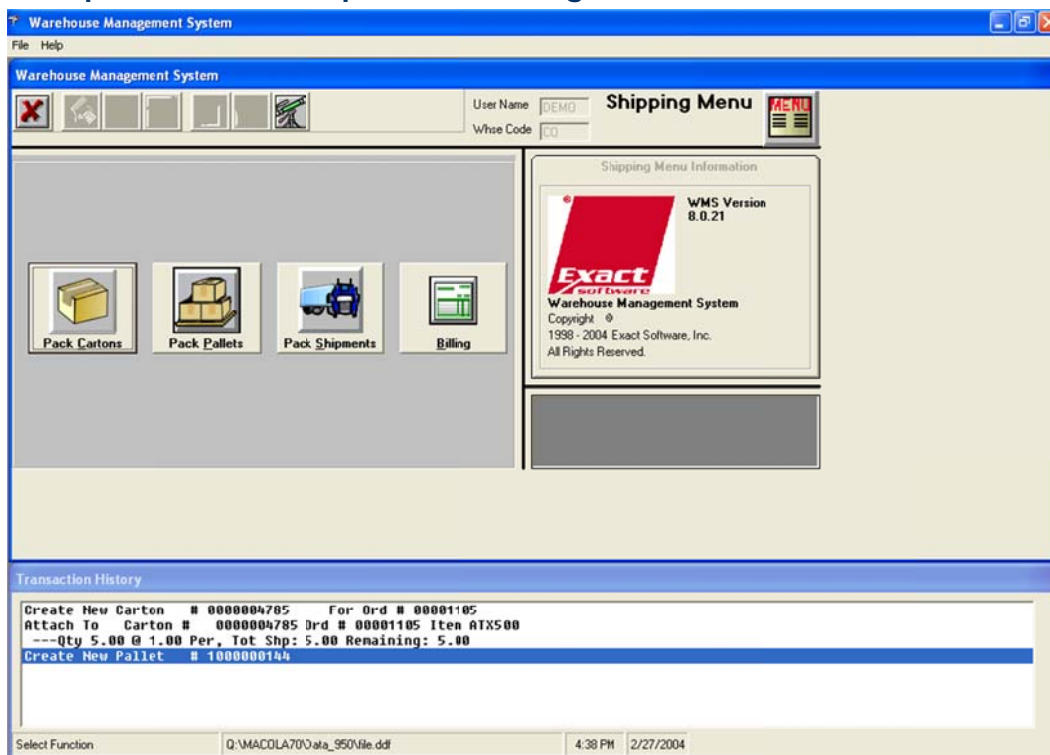 Warehouse Management System
File Help
Warehouse Management System
User Name DEMO
Whse Code CO
Shipping Menu
MENU
Shipping Menu Information
WMS Version
8.0.21
Exact
software
Warehouse Management System
Copyright ©
1998 - 2004 Exact Software, Inc.
All Rights Reserved.
Pack Cartons
Pack Pallets
Pack Shipments
Billing
Transaction History
Create New Carton # 0000004785 For Ord # 00001105
Attach To Carton # 0000004785 Ord # 00001105 Item ATX500
---Qty 5.00 @ 1.00 Per, Tot Shp: 5.00 Remaining: 5.00
Create New Pallet # 1000000144
Select Function
Q:\MACOLA70\Data_950\file.ddf
4:38 PM
2/27/2004